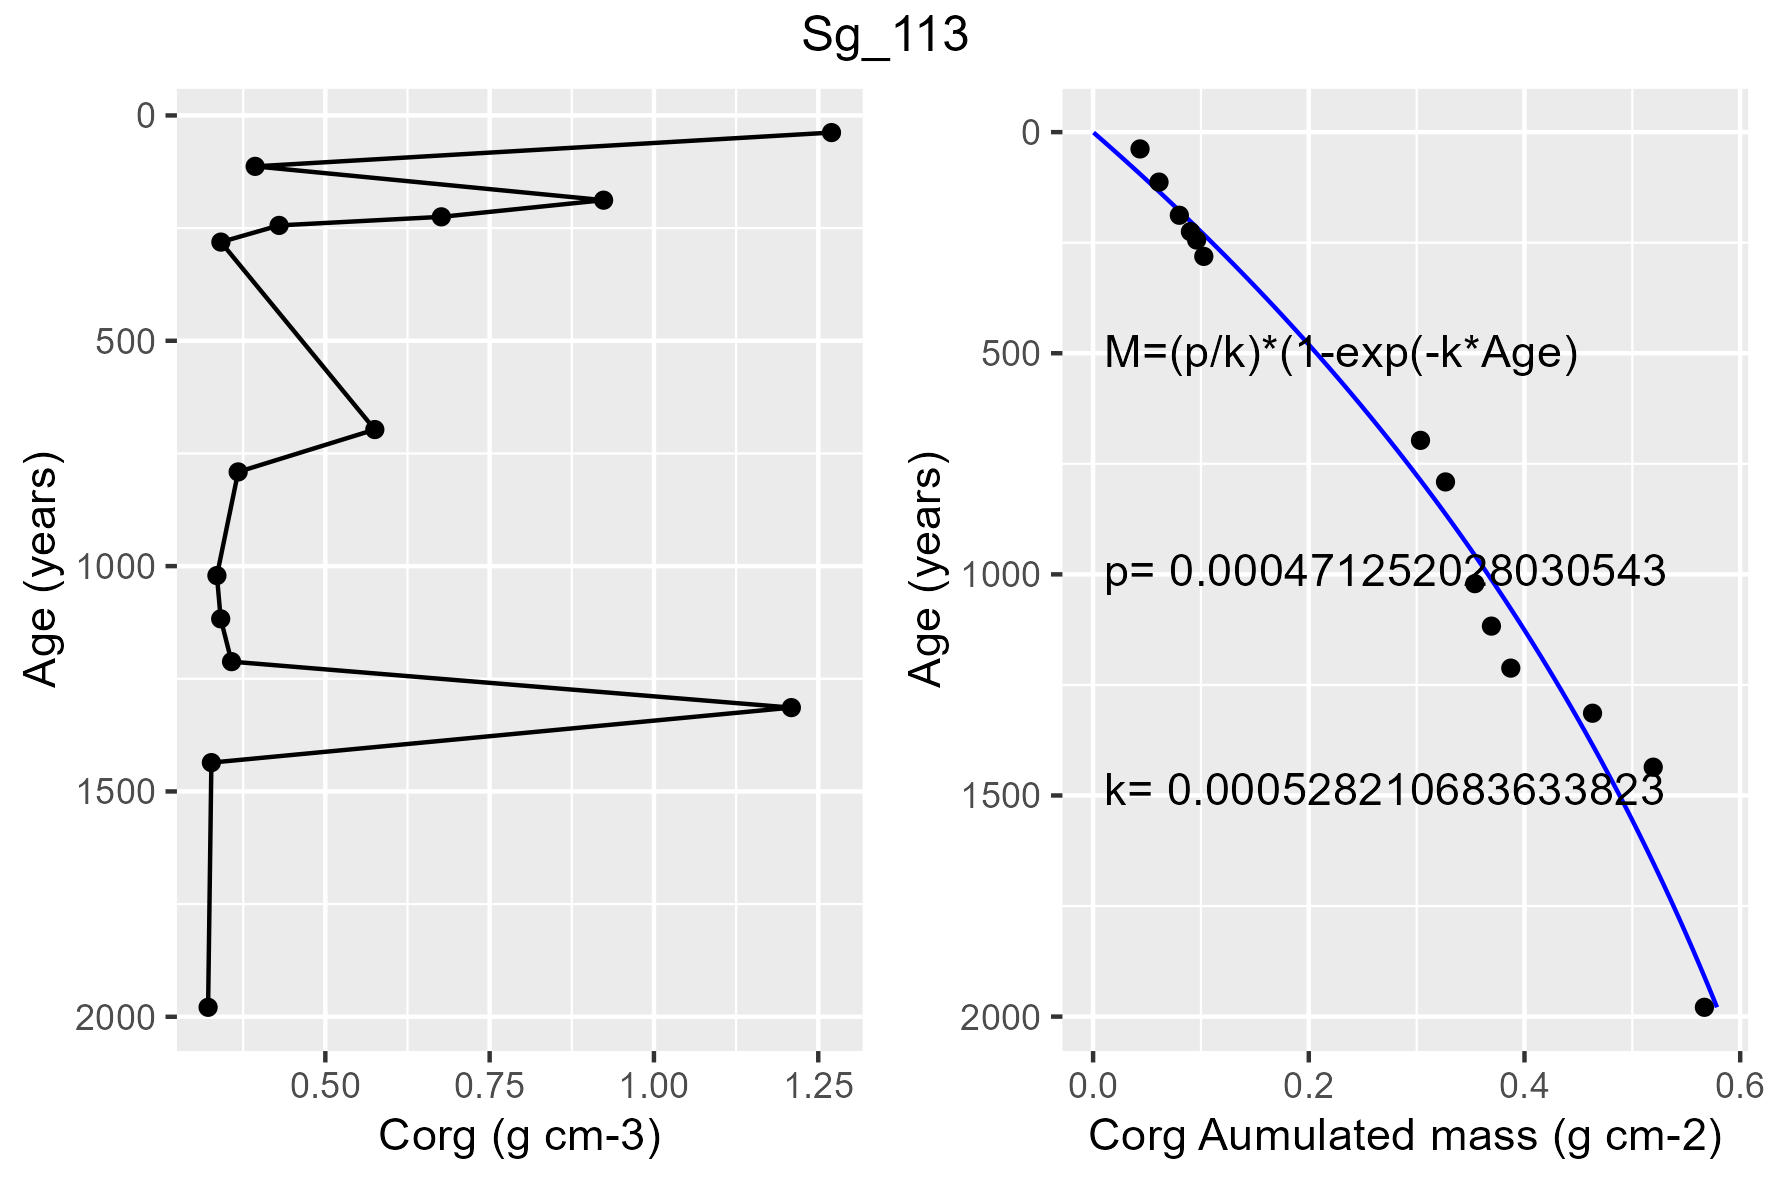 Sg_113
0
500
1000
1500
2000
Age (years)
0.50 0.75 1.00 1.25
Corg (g cm-3)
0
500
1000
1500
2000
Age (years)
M=(p/k)*(1-exp(-k*Age)
p= 0.000471252028030543
k= 0.000528210683633823
0.0 0.2 0.4 0.6
Corg Aumulated mass (g cm-2)